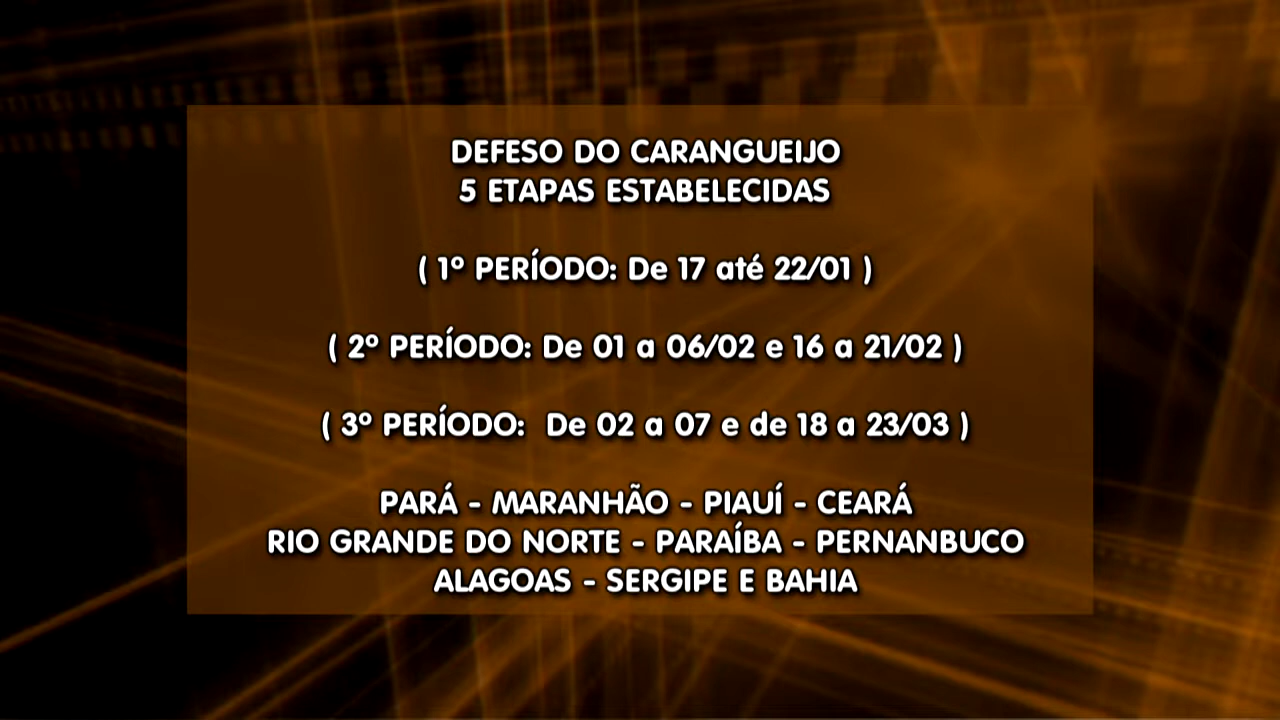 DEFESO DO CARANGUEIJO
5 ETAPAS ESTABELECIDAS
( 1º PERÍODO: De 17 até 22/01 )
( 2º PERÍODO: De 01 a 06/02 e 16 a 21/02 )
( 3º PERÍODO:  De 02 a 07 e de 18 a 23/03 )
PARÁ - MARANHÃO - PIAUÍ - CEARÁ
RIO GRANDE DO NORTE - PARAÍBA - PERNANBUCO
ALAGOAS - SERGIPE E BAHIA